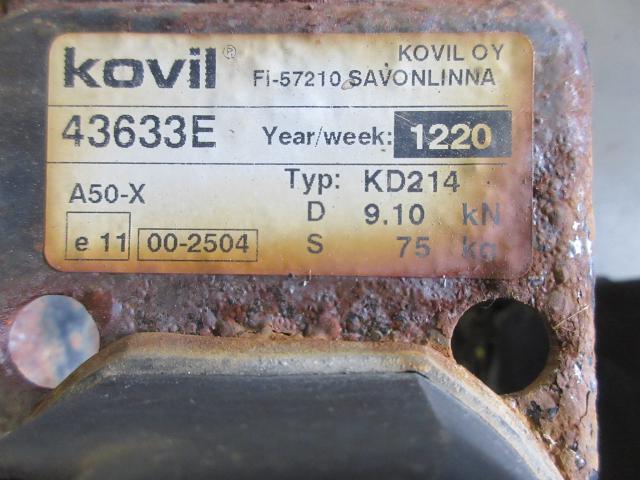 kovil®
KOVIL OY
FI-57210 SAVONLINNA
43633E Year/week: 1220
A50-X
Typ: KD214
D 9.10 kN
S 75 kg
e 11 00-2504